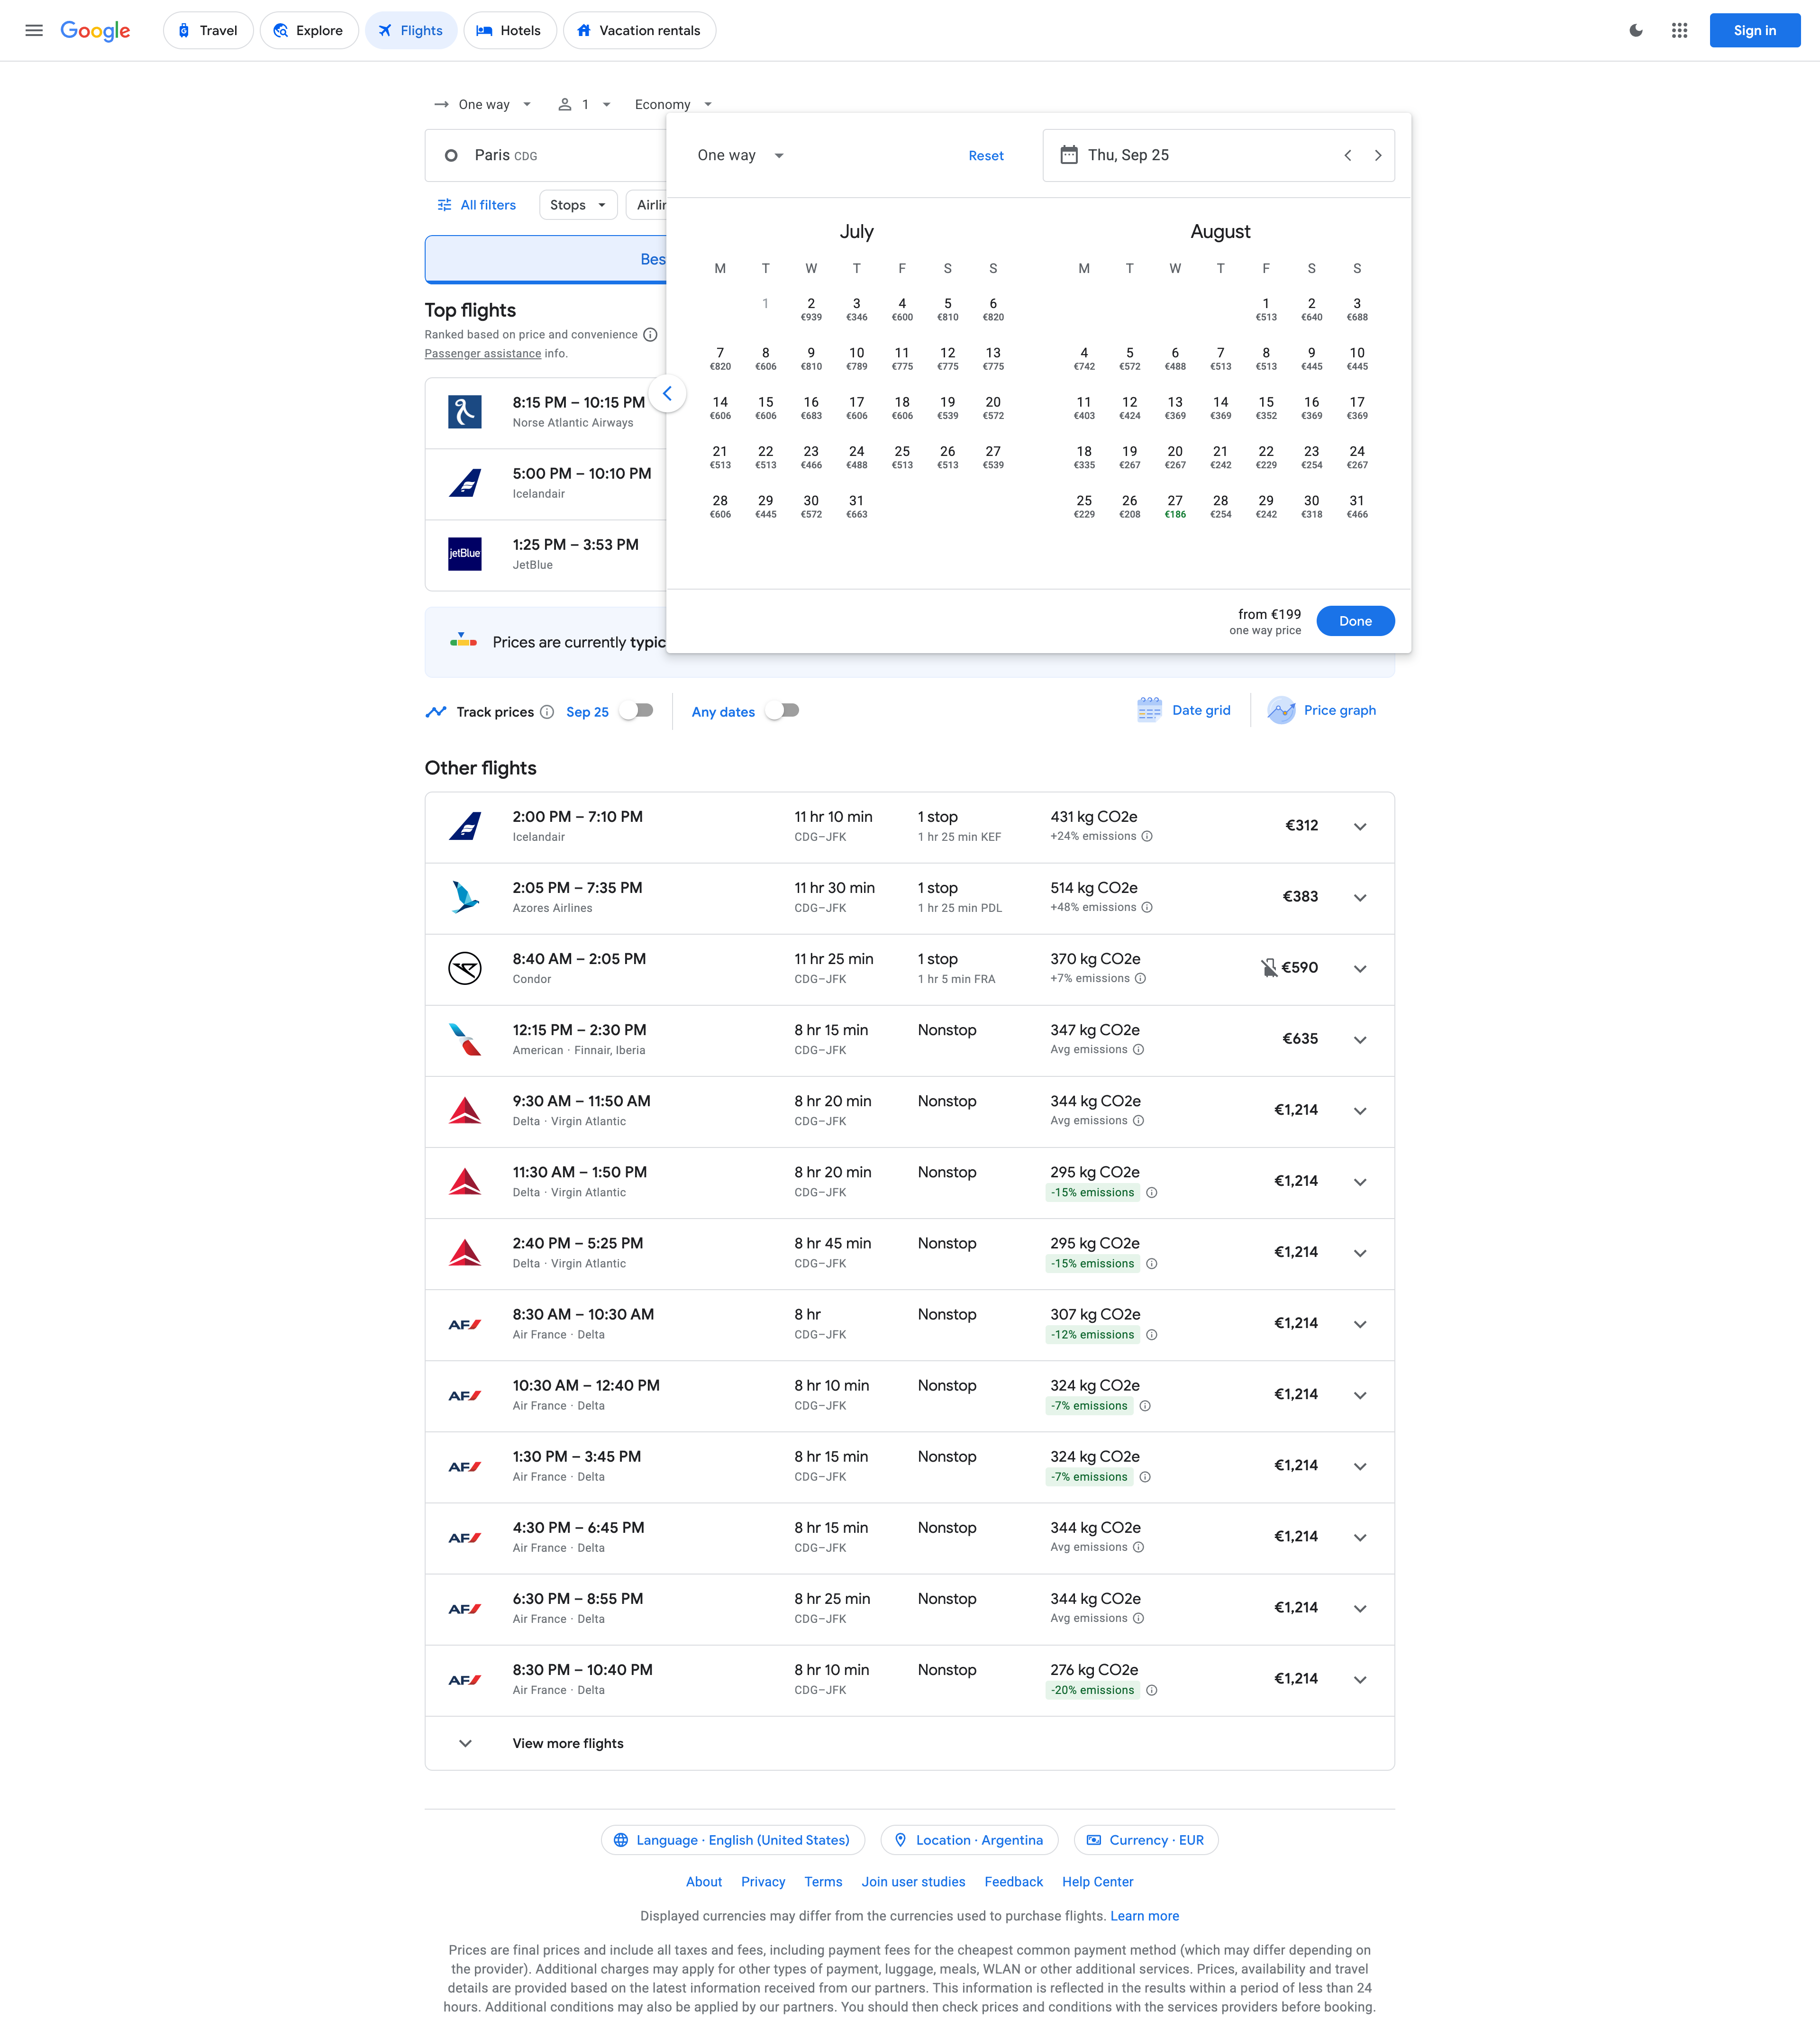 Google
Travel
Explore
Flights
Hotels
Vacation rentals
Sign in
One way
1
Economy
Paris CDG
One way
Reset
Thu, Sep 25
All filters
Stops
Airlin
Bes
Top flights
Ranked based on price and convenience
Passenger assistance info.
8:15 PM – 10:15 PM
Norse Atlantic Airways
5:00 PM – 10:10 PM
Icelandair
jetBlue
1:25 PM – 3:53 PM
JetBlue
Prices are currently typic
July
M T W T F S S
1 2 3 4 5 6
€939 €346 €600 €810 €820
7 8 9 10 11 12 13
€820 €606 €810 €789 €775 €775 €775
14 15 16 17 18 19 20
€606 €606 €683 €606 €606 €539 €572
21 22 23 24 25 26 27
€513 €513 €466 €488 €513 €513 €539
28 29 30 31
€606 €445 €572 €663
August
M T W T F S S
1 2 3
€513 €640 €688
4 5 6 7 8 9 10
€742 €572 €488 €513 €513 €445 €445
11 12 13 14 15 16 17
€403 €424 €369 €369 €352 €369 €369
18 19 20 21 22 23 24
€335 €267 €267 €242 €229 €254 €267
25 26 27 28 29 30 31
€229 €208 €186 €254 €242 €318 €466
from €199
one way price
Done
Track prices
Sep 25
Any dates
Date grid
Price graph
Other flights
2:00 PM – 7:10 PM 11 hr 10 min 1 stop 431 kg CO2e €312
Icelandair CDG–JFK 1 hr 25 min KEF +24% emissions
2:05 PM – 7:35 PM 11 hr 30 min 1 stop 514 kg CO2e €383
Azores Airlines CDG–JFK 1 hr 25 min PDL +48% emissions
8:40 AM – 2:05 PM 11 hr 25 min 1 stop 370 kg CO2e €590
Condor CDG–JFK 1 hr 5 min FRA +7% emissions
12:15 PM – 2:30 PM 8 hr 15 min Nonstop 347 kg CO2e €635
American · Finnair, Iberia CDG–JFK Avg emissions
9:30 AM – 11:50 AM 8 hr 20 min Nonstop 344 kg CO2e €1,214
Delta · Virgin Atlantic CDG–JFK Avg emissions
11:30 AM – 1:50 PM 8 hr 20 min Nonstop 295 kg CO2e €1,214
Delta · Virgin Atlantic CDG–JFK -15% emissions
2:40 PM – 5:25 PM 8 hr 45 min Nonstop 295 kg CO2e €1,214
Delta · Virgin Atlantic CDG–JFK -15% emissions
AF 8:30 AM – 10:30 AM 8 hr Nonstop 307 kg CO2e €1,214
Air France · Delta CDG–JFK -12% emissions
AF 10:30 AM – 12:40 PM 8 hr 10 min Nonstop 324 kg CO2e €1,214
Air France · Delta CDG–JFK -7% emissions
AF 1:30 PM – 3:45 PM 8 hr 15 min Nonstop 324 kg CO2e €1,214
Air France · Delta CDG–JFK -7% emissions
AF 4:30 PM – 6:45 PM 8 hr 15 min Nonstop 344 kg CO2e €1,214
Air France · Delta CDG–JFK Avg emissions
AF 6:30 PM – 8:55 PM 8 hr 25 min Nonstop 344 kg CO2e €1,214
Air France · Delta CDG–JFK Avg emissions
AF 8:30 PM – 10:40 PM 8 hr 10 min Nonstop 276 kg CO2e €1,214
Air France · Delta CDG–JFK -20% emissions
View more flights
Language · English (United States)
Location · Argentina
Currency · EUR
About Privacy Terms Join user studies Feedback Help Center
Displayed currencies may differ from the currencies used to purchase flights. Learn more
Prices are final prices and include all taxes and fees, including payment fees for the cheapest common payment method (which may differ depending on
the provider). Additional charges may apply for other types of payment, luggage, meals, WLAN or other additional services. Prices, availability and travel
details are provided based on the latest information received from our partners. This information is reflected in the results within a period of less than 24
hours. Additional conditions may also be applied by our partners. You should then check prices and conditions with the services providers before booking.